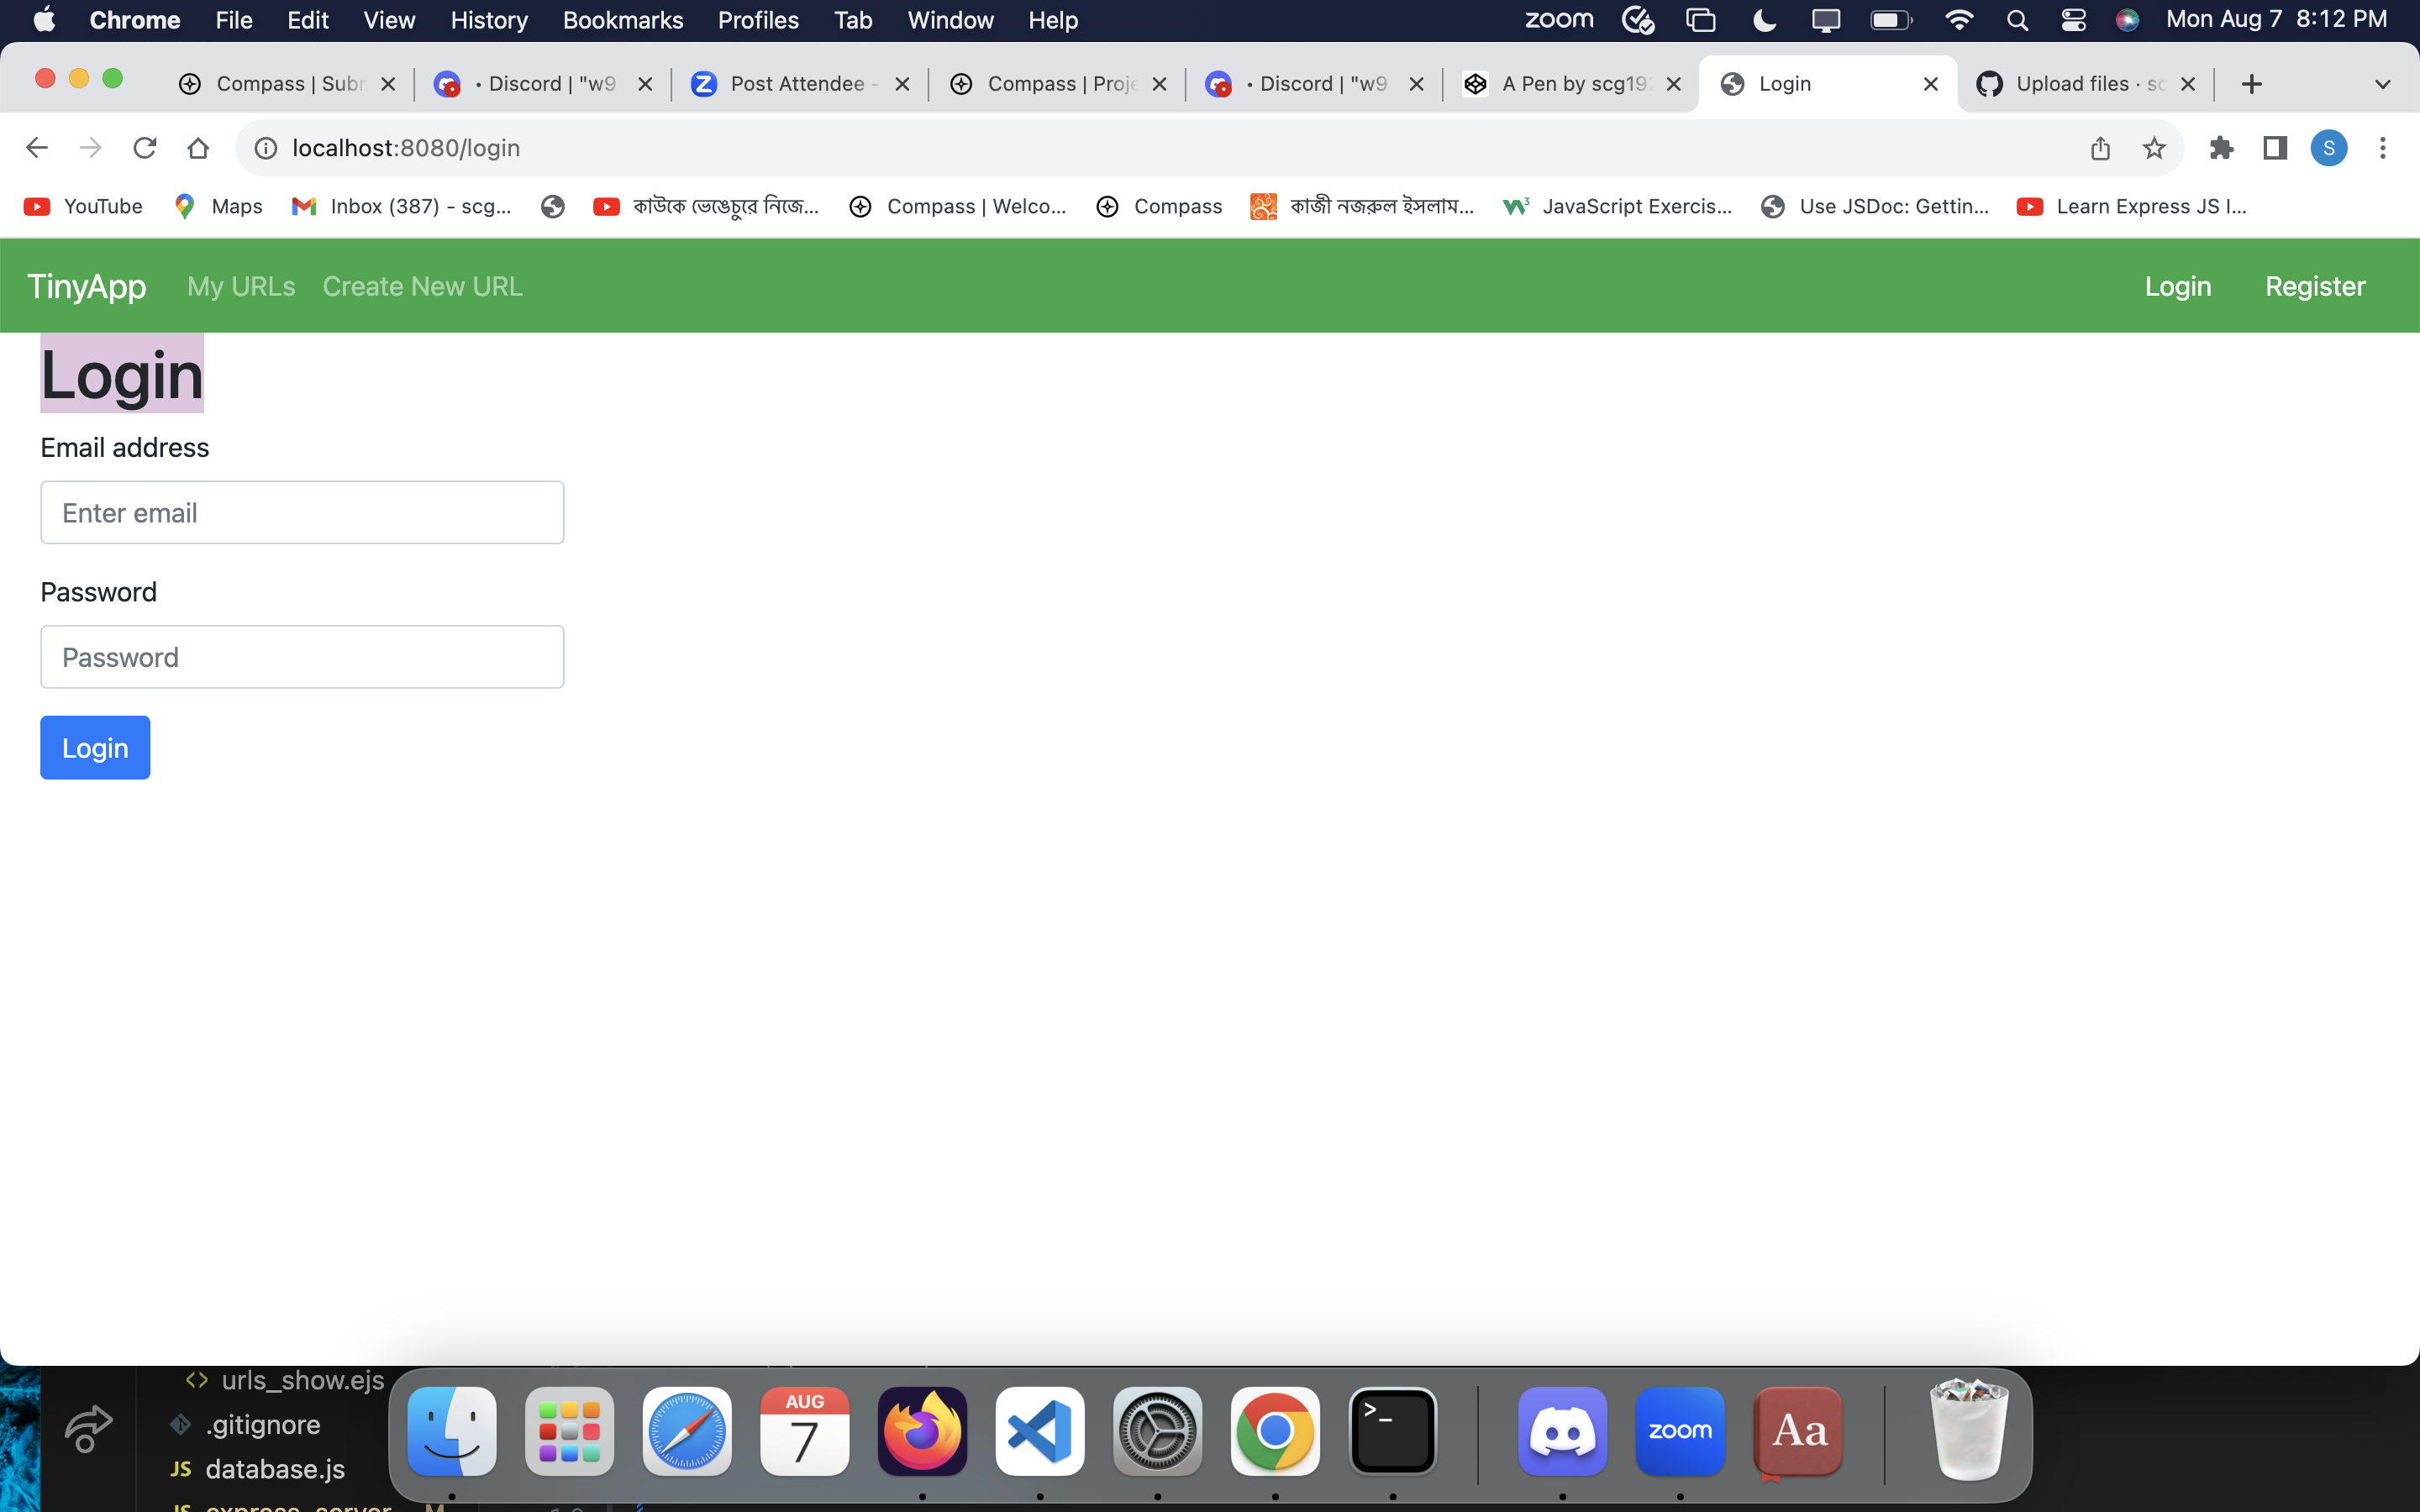 Chrome File Edit View History Bookmarks Profiles Tab Window Help zoom Mon Aug 7 8:12 PM
Compass | Subr • Discord | "w9 Post Attendee - Compass | Proje • Discord | "w9 A Pen by scg19 Login Upload files · sc
localhost:8080/login S
YouTube Maps Inbox (387) - scg... কাউকে ভেঙেচুরে নিজে... Compass | Welco... Compass কাজী নজরুল ইসলাম... JavaScript Exercis... Use JSDoc: Gettin... Learn Express JS I...
TinyApp My URLs Create New URL Login Register
Login
Email address
Enter email
Password
Password
Login
<> urls_show.ejs
.gitignore
JS database.js
JS express_server M
AUG
7
>_
zoom
Aa